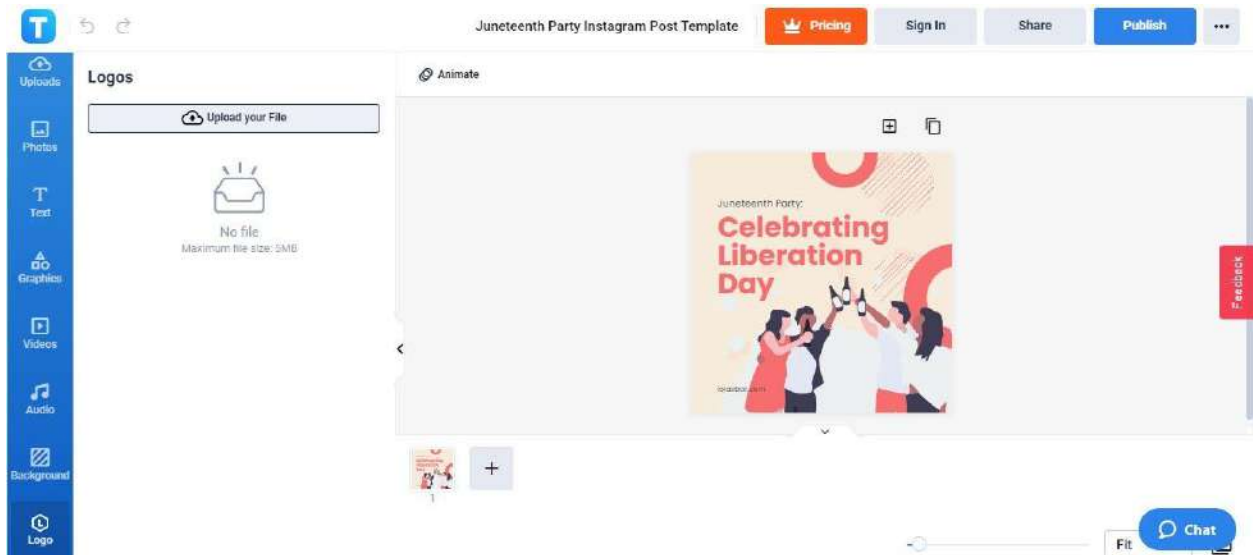 T
Juneteenth Party Instagram Post Template
Pricing
Sign In
Share
Publish
Uploads
Photos
Text
Graphics
Videos
Audio
Background
Logo
Logos
Upload your File
No file
Maximum file size: 5MB
Animate
Juneteenth Party:
Celebrating
Liberation
Day
1
Feedback
Fit
Chat